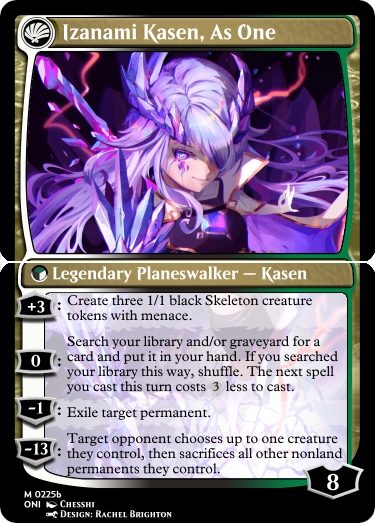 Izanami Kasen, As One
Legendary Planeswalker — Kasen
+3: Create three 1/1 black Skeleton creature
tokens with menace.
0: Search your library and/or graveyard for a
card and put it in your hand. If you searched
your library this way, shuffle. The next spell
you cast this turn costs 3 less to cast.
-1: Exile target permanent.
-13: Target opponent chooses up to one creature
they control, then sacrifices all other nonland
permanents they control.
8
M 0225b
ONI Chesshi
Design: Rachel Brighton